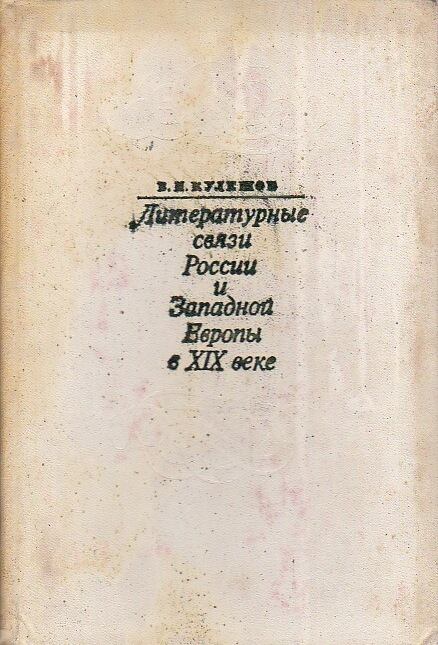 В. И. КУЛЕШОВ
Литературные
связи
России
и
Западной
Европы
в XIX веке